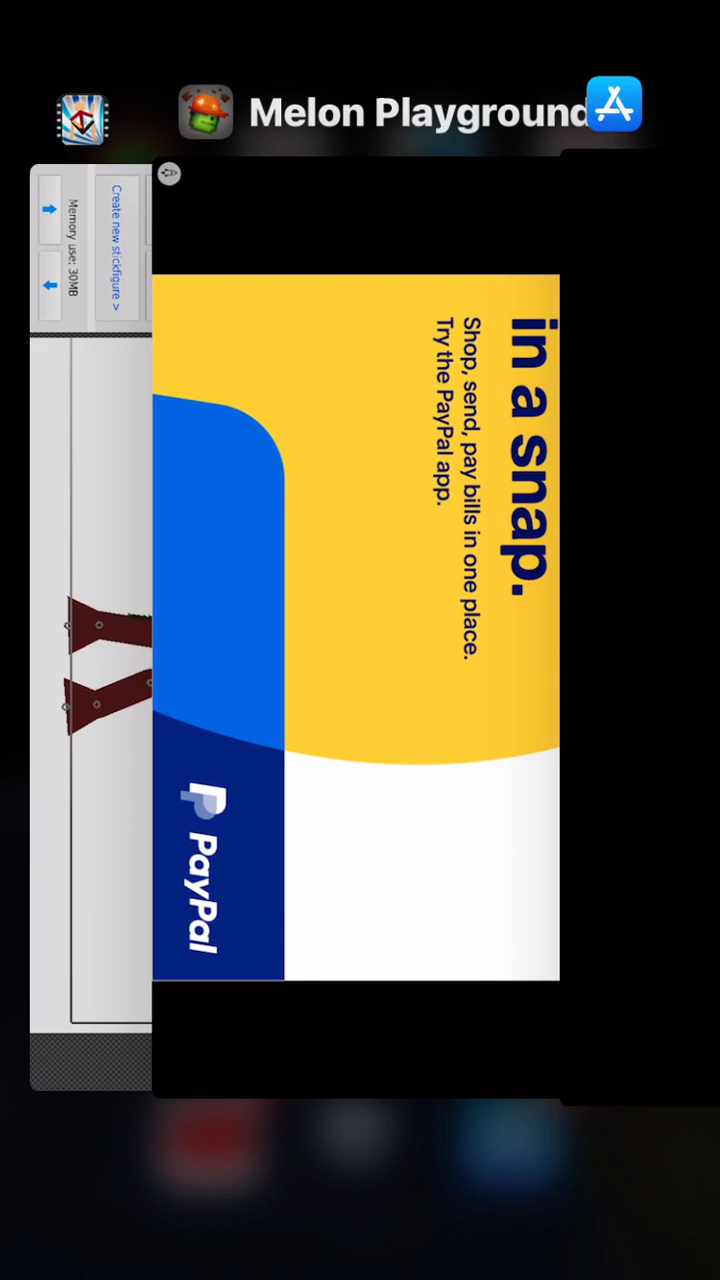 Melon Playground
Create new stickfigure >
Memory use: 30MB
in a snap.
Shop, send, pay bills in one place.
Try the PayPal app.
PayPal